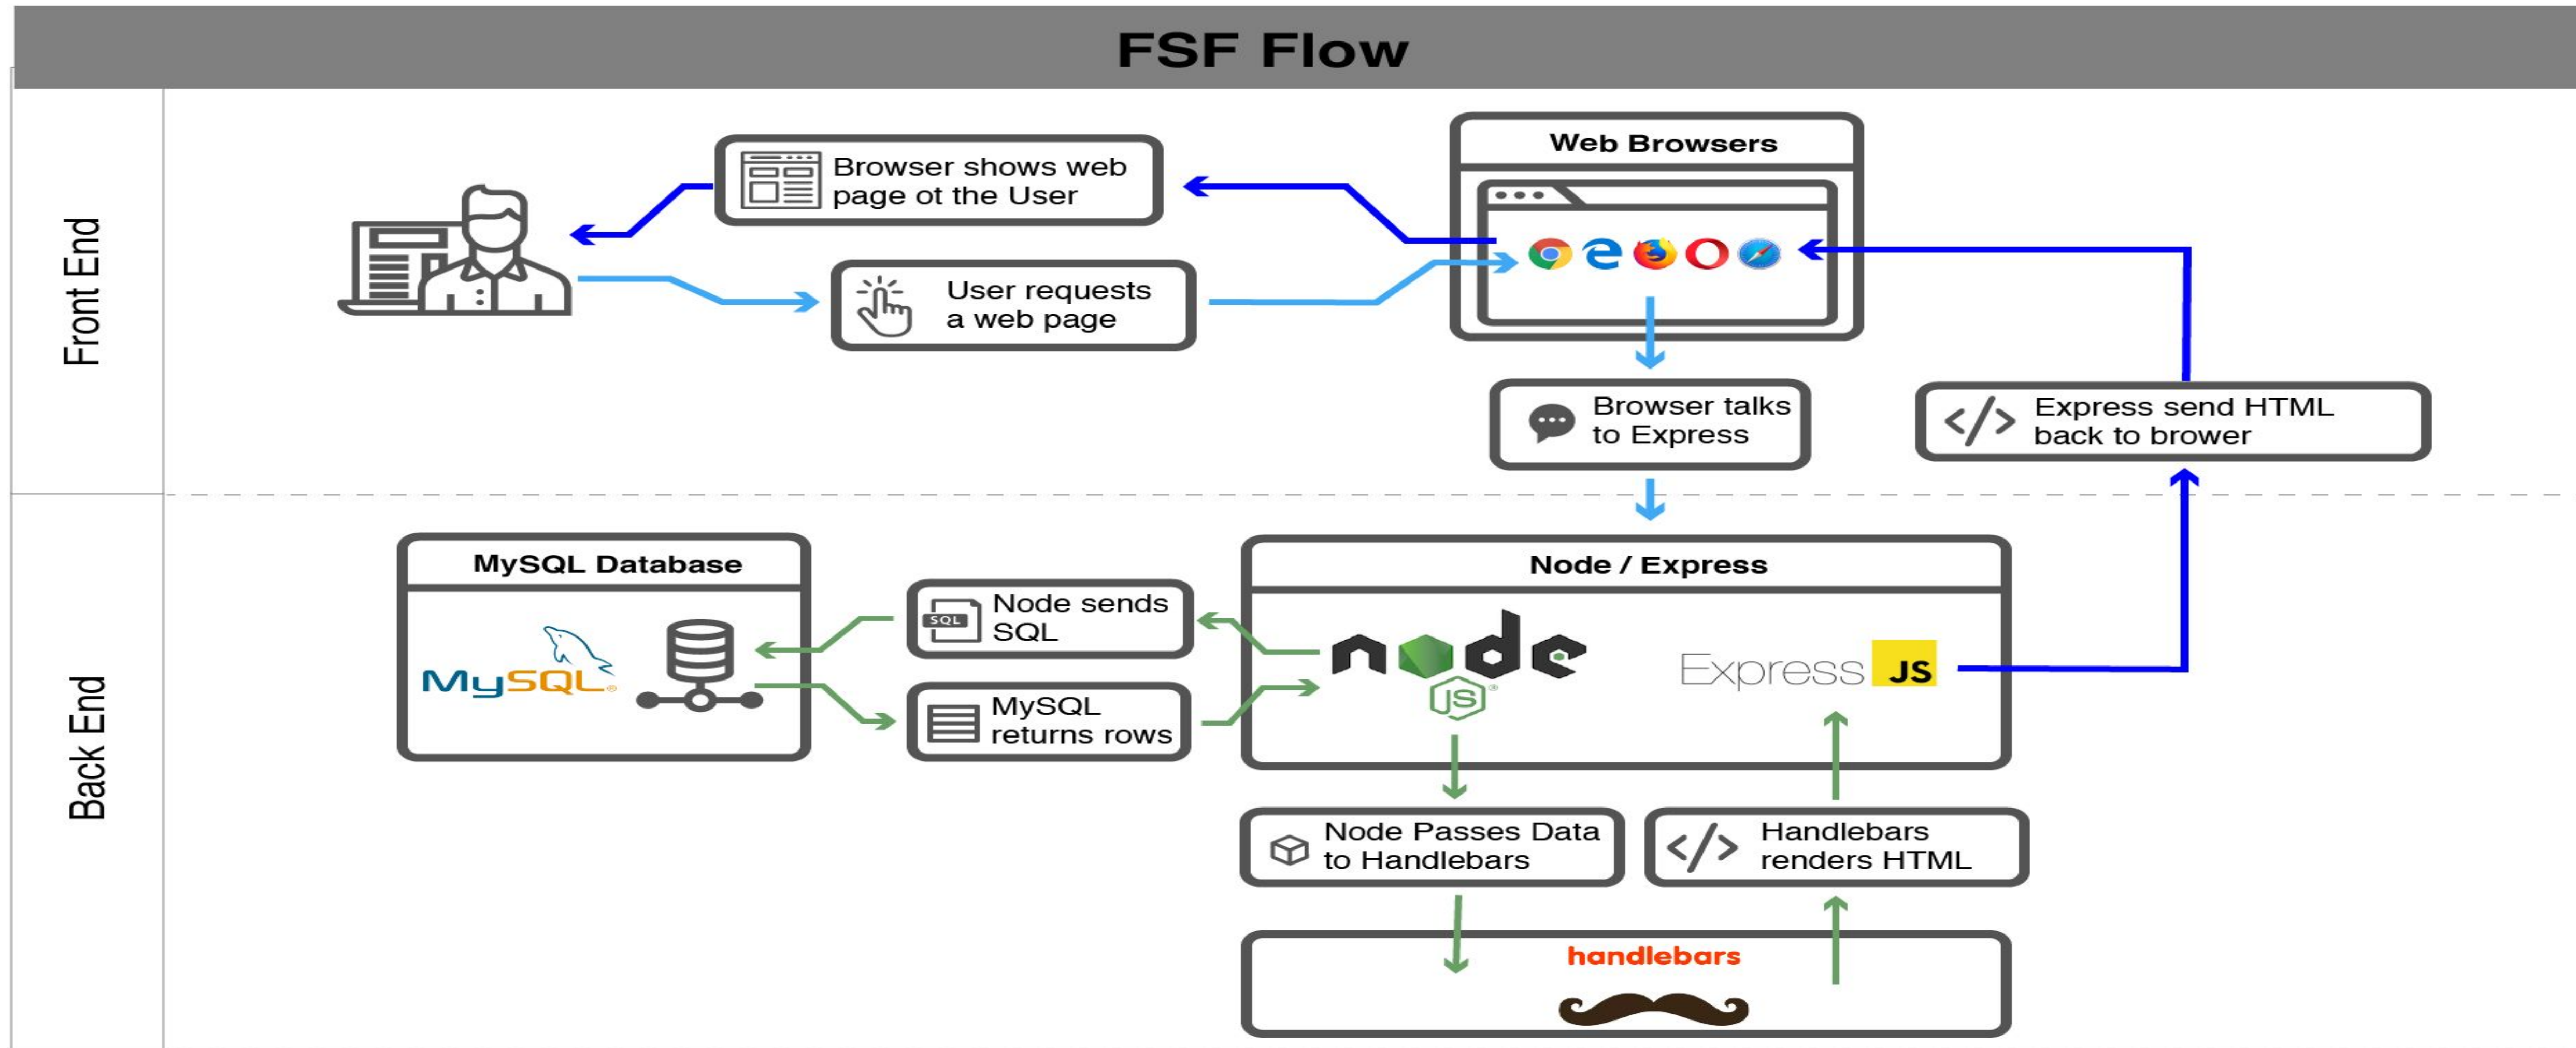 FSF Flow
Front End
Browser shows web
page ot the User
User requests
a web page
Web Browsers
Browser talks
to Express
Express send HTML
back to brower
Back End
MySQL Database
MySQL®
Node sends
SQL
SQL
MySQL
returns rows
Node / Express
node
JS®
Express JS
Node Passes Data
to Handlebars
Handlebars
renders HTML
handlebars